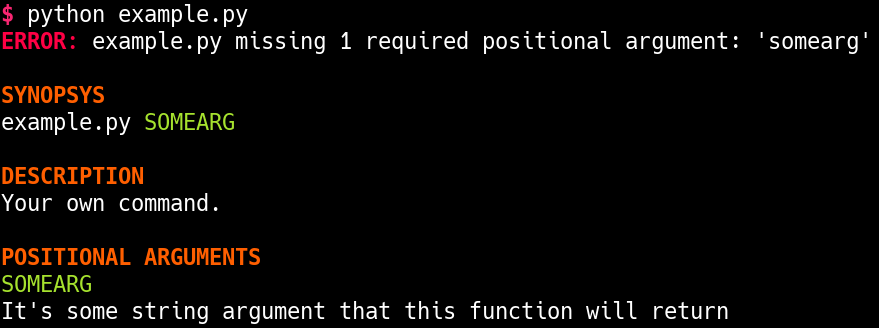 $ python example.py
ERROR: example.py missing 1 required positional argument: 'somearg'
SYNOPSYS
example.py SOMEARG
DESCRIPTION
Your own command.
POSITIONAL ARGUMENTS
SOMEARG
It's some string argument that this function will return